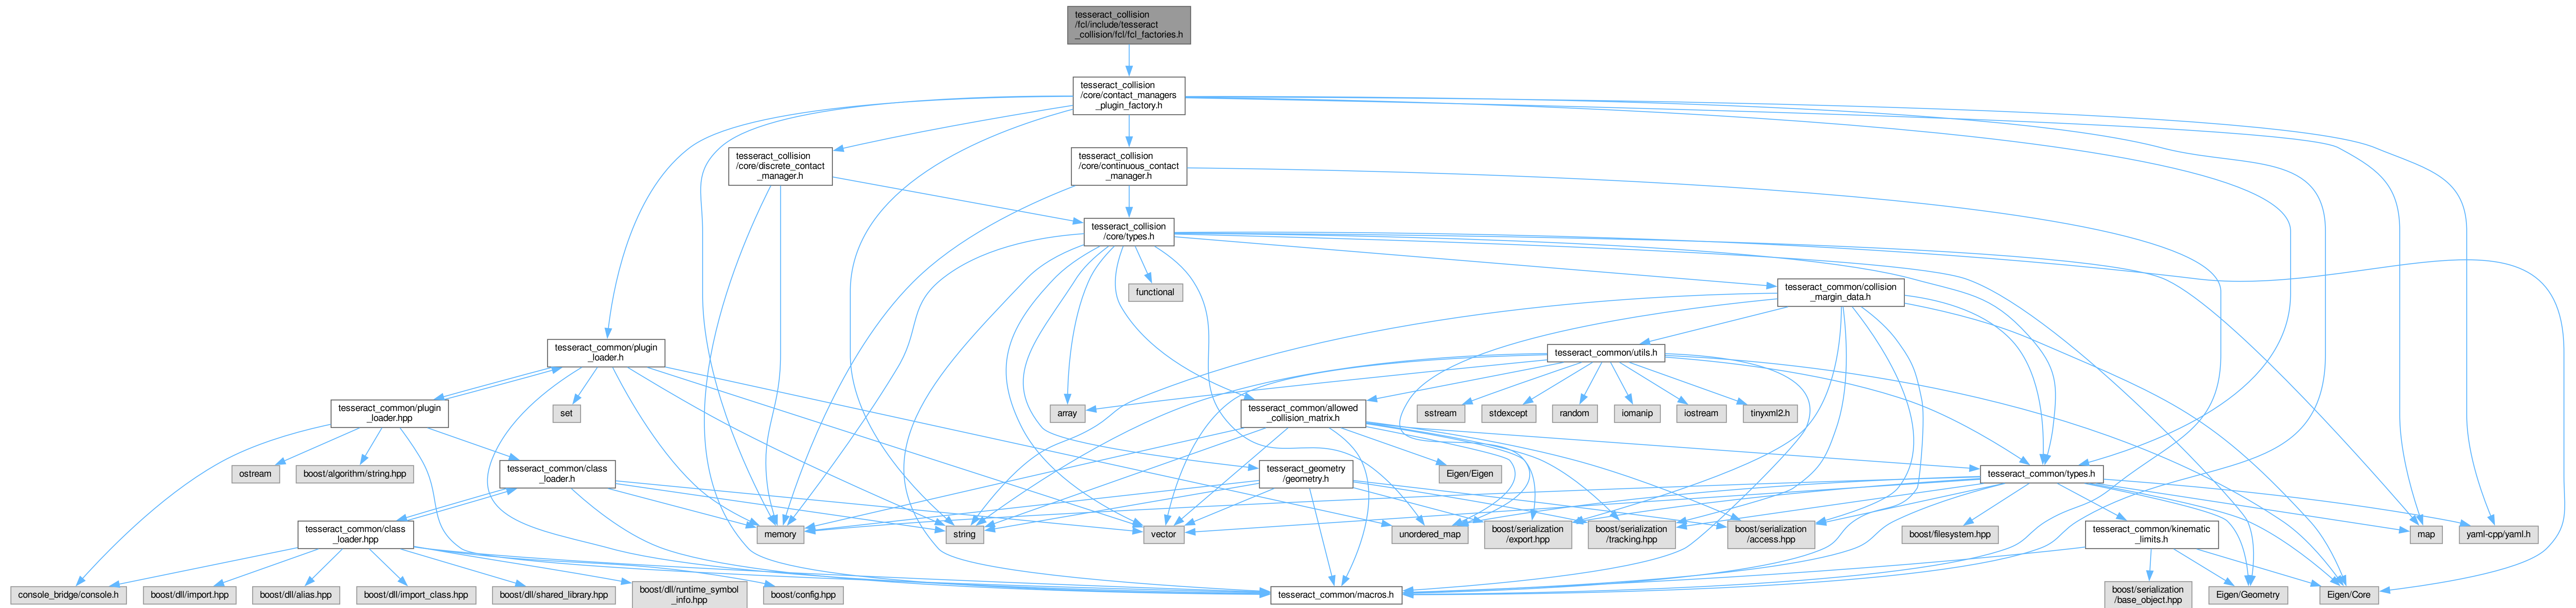 tesseract_collision
/fcl/include/tesseract
_collision/fcl/fcl_factories.h
tesseract_collision
/core/contact_managers
_plugin_factory.h
tesseract_collision
/core/discrete_contact
_manager.h
tesseract_collision
/core/continuous_contact
_manager.h
tesseract_collision
/core/types.h
functional
tesseract_common/collision
_margin_data.h
tesseract_common/plugin
_loader.h
tesseract_common/utils.h
tesseract_common/plugin
_loader.hpp
set
array
tesseract_common/allowed
_collision_matrix.h
sstream
stdexcept
random
iomanip
iostream
tinyxml2.h
ostream
boost/algorithm/string.hpp
tesseract_common/class
_loader.h
tesseract_geometry
/geometry.h
Eigen/Eigen
tesseract_common/types.h
tesseract_common/class
_loader.hpp
memory
string
vector
unordered_map
boost/serialization
/export.hpp
boost/serialization
/tracking.hpp
boost/serialization
/access.hpp
boost/filesystem.hpp
tesseract_common/kinematic
_limits.h
map
yaml-cpp/yaml.h
console_bridge/console.h
boost/dll/import.hpp
boost/dll/alias.hpp
boost/dll/import_class.hpp
boost/dll/shared_library.hpp
boost/dll/runtime_symbol
_info.hpp
boost/config.hpp
tesseract_common/macros.h
boost/serialization
/base_object.hpp
Eigen/Geometry
Eigen/Core